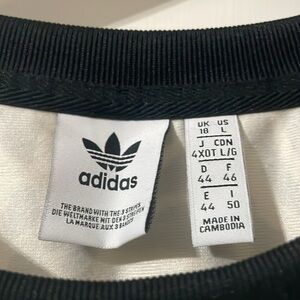 adidas
THE BRAND WITH THE 3 STRIPES
DIE WELTMARKE MIT DEN 3 STREIFEN
LA MARQUE AUX 3 BANDES
UK US
18 L
J CDN
4XOT L/G
D F
44 46
E I
44 50
MADE IN
CAMBODIA